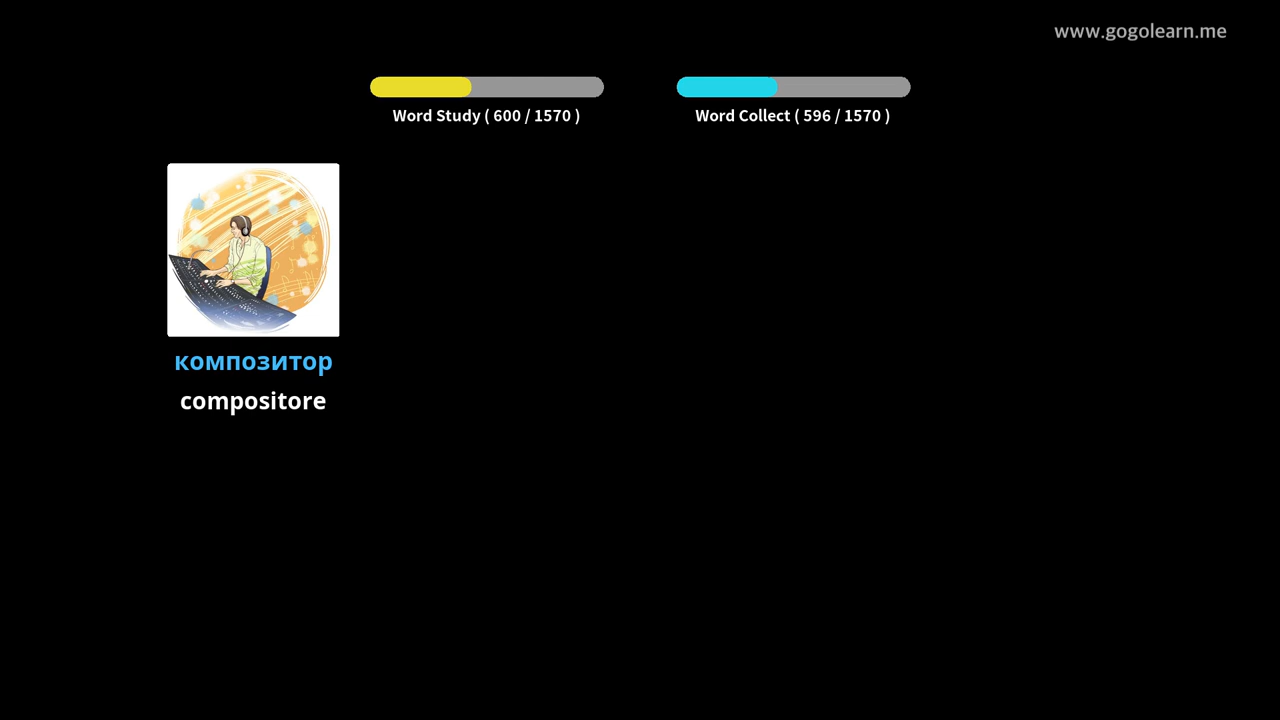 www.gogolearn.me
Word Study ( 600 / 1570 )
Word Collect ( 596 / 1570 )
композитор
compositore